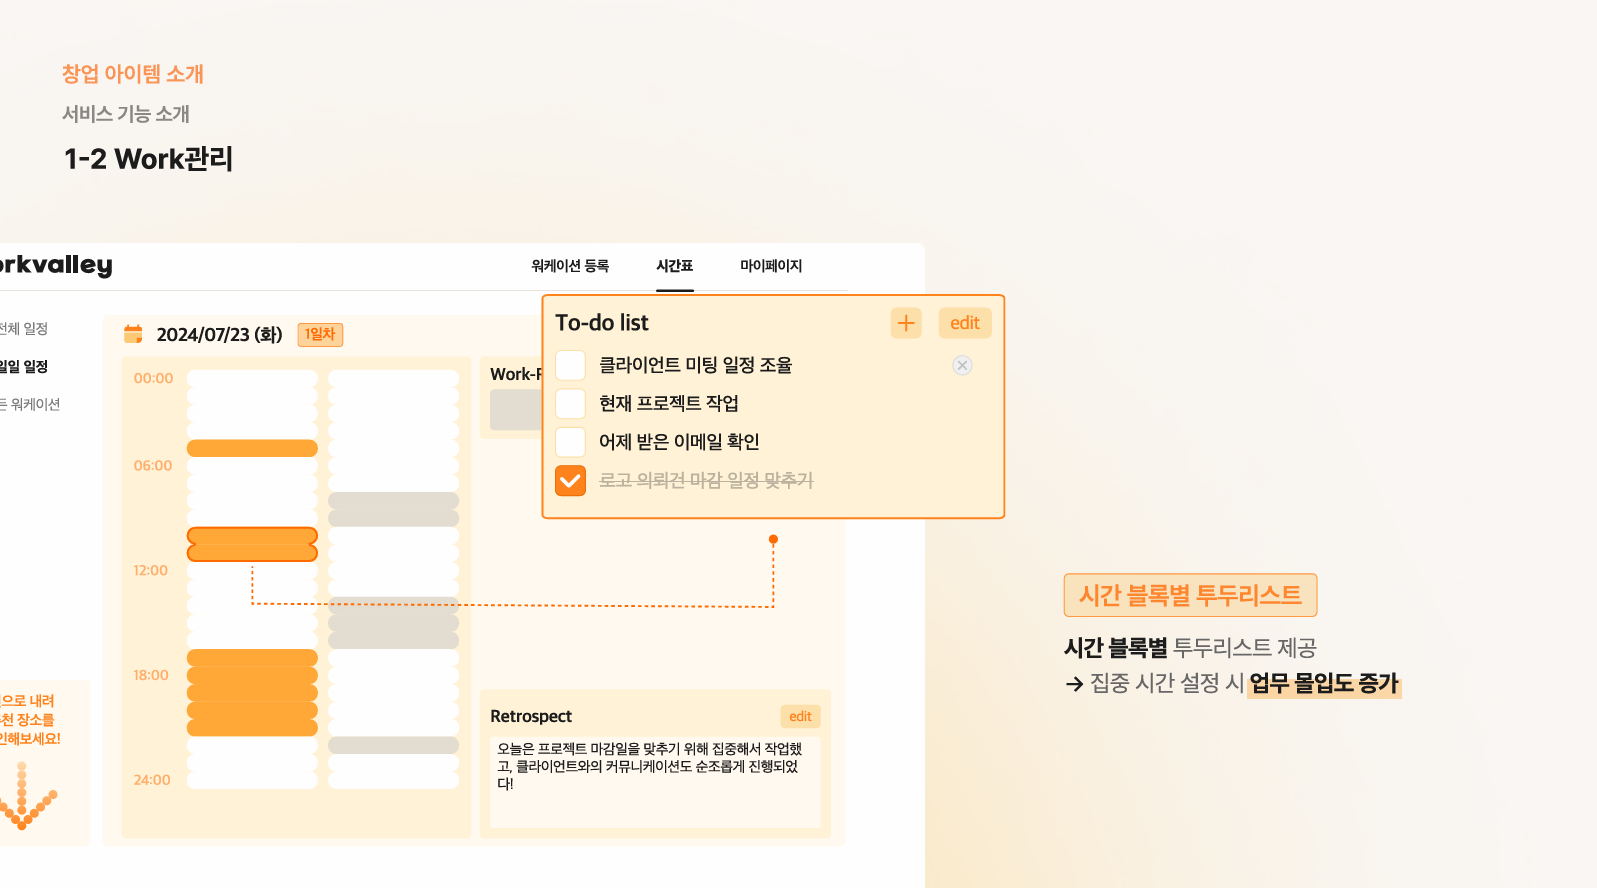 창업 아이템 소개
서비스 기능 소개
1-2 Work관리
orkvalley
워케이션 등록
시간표
마이페이지
전체 일정
일일 일정
든 워케이션
2024/07/23 (화)
1일차
00:00
06:00
12:00
18:00
24:00
Work-R
To-do list
+
edit
클라이언트 미팅 일정 조율
현재 프로젝트 작업
어제 받은 이메일 확인
로고 의뢰건 마감 일정 맞추기
Retrospect
edit
오늘은 프로젝트 마감일을 맞추기 위해 집중해서 작업했
고, 클라이언트와의 커뮤니케이션도 순조롭게 진행되었
다!
으로 내려
천 장소를
인해보세요!
시간 블록별 투두리스트
시간 블록별 투두리스트 제공
→ 집중 시간 설정 시 업무 몰입도 증가